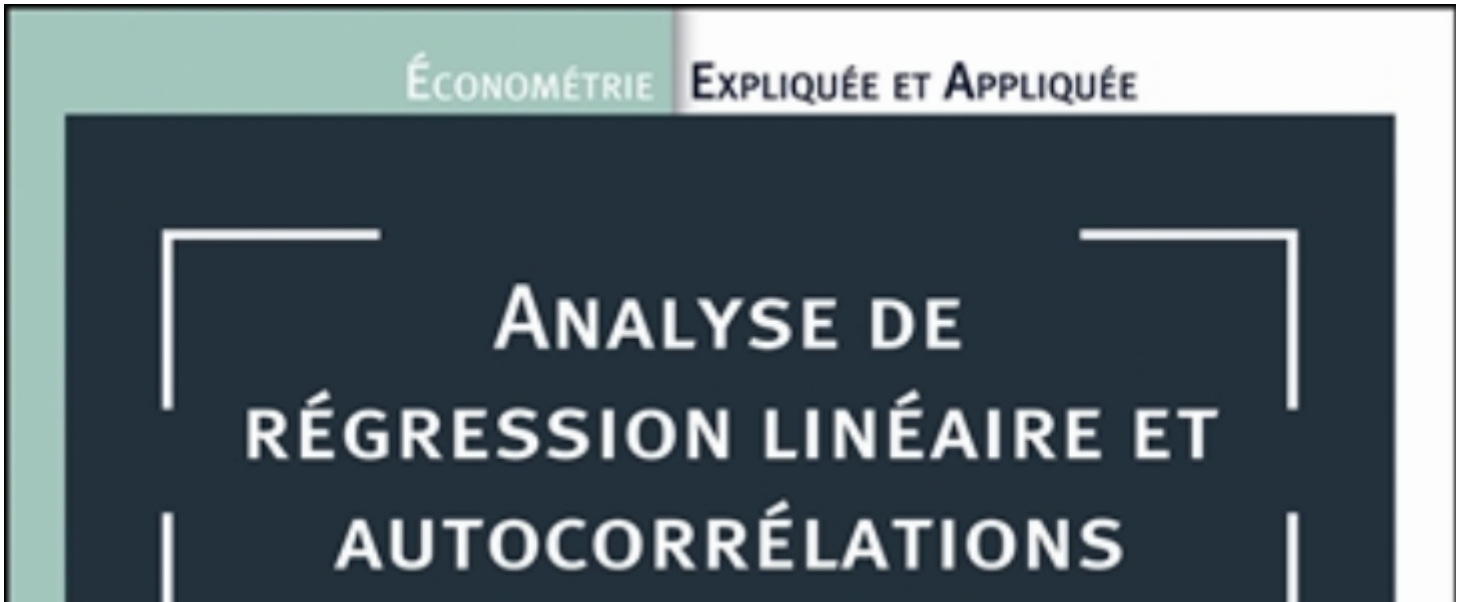 Économétrie Expliquée et Appliquée
Analyse de
régression linéaire et
autocorrélations